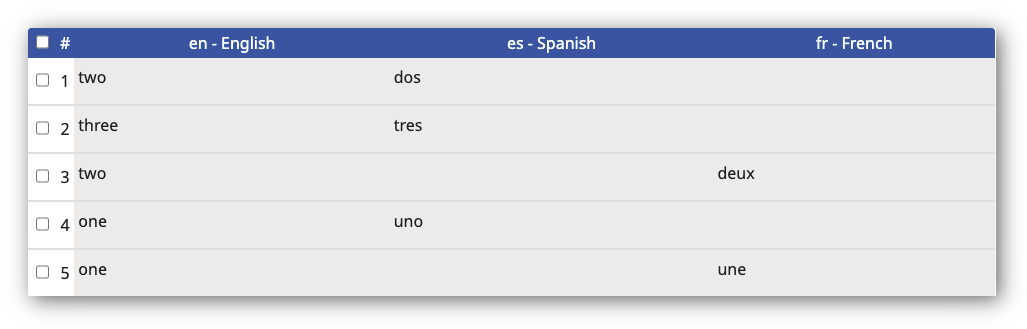 # en - English es - Spanish fr - French
1 two dos
2 three tres
3 two deux
4 one uno
5 one une